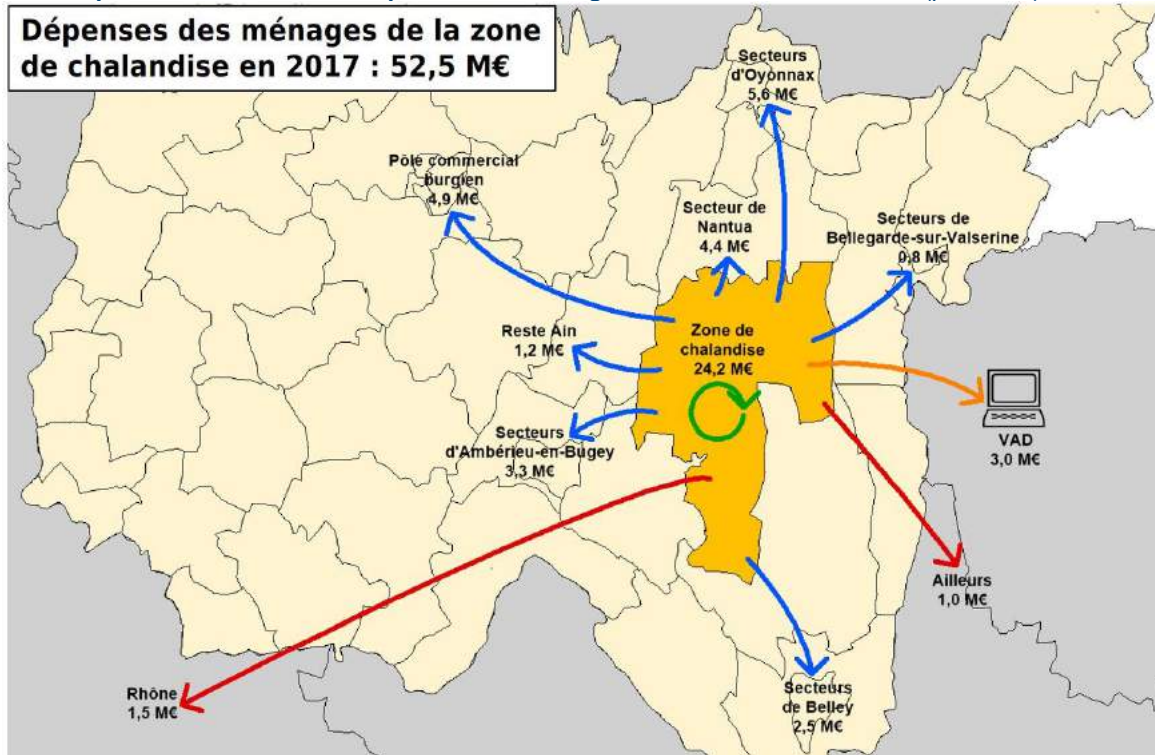 Dépenses des ménages de la zone
de chalandise en 2017 : 52,5 M€
Secteurs
d'Oyonnax
5,6 M€
Pôle commercial
burgien
4,9 M€
Secteur de
Nantua
4,4 M€
Secteurs de
Bellegarde-sur-Valserine
0,8 M€
Reste Ain
1,2 M€
Zone de
chalandise
24,2 M€
Secteurs
d'Ambérieu-en-Bugey
3,3 M€
VAD
3,0 M€
Ailleurs
1,0 M€
Rhône
1,5 M€
Secteurs
de Belley
2,5 M€